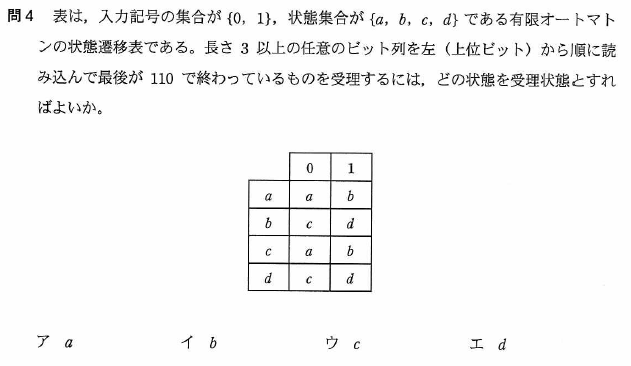 問4 表は，入力記号の集合が {0, 1}，状態集合が {a, b, c, d} である有限オートマト
ンの状態遷移表である。長さ 3 以上の任意のビット列を左（上位ビット）から順に読
み込んで最後が 110 で終わっているものを受理するには，どの状態を受理状態とすれ
ばよいか。
0 1
a a b
b c d
c a b
d c d
ア a イ b ウ c エ d